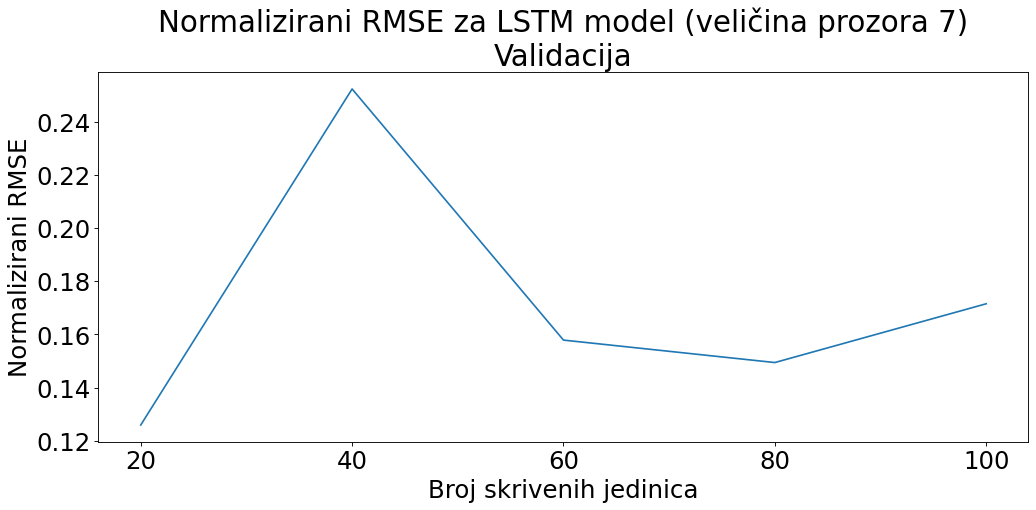 Normalizirani RMSE za LSTM model (veličina prozora 7)
Validacija
Normalizirani RMSE
0.24
0.22
0.20
0.18
0.16
0.14
0.12
20 40 60 80 100
Broj skrivenih jedinica